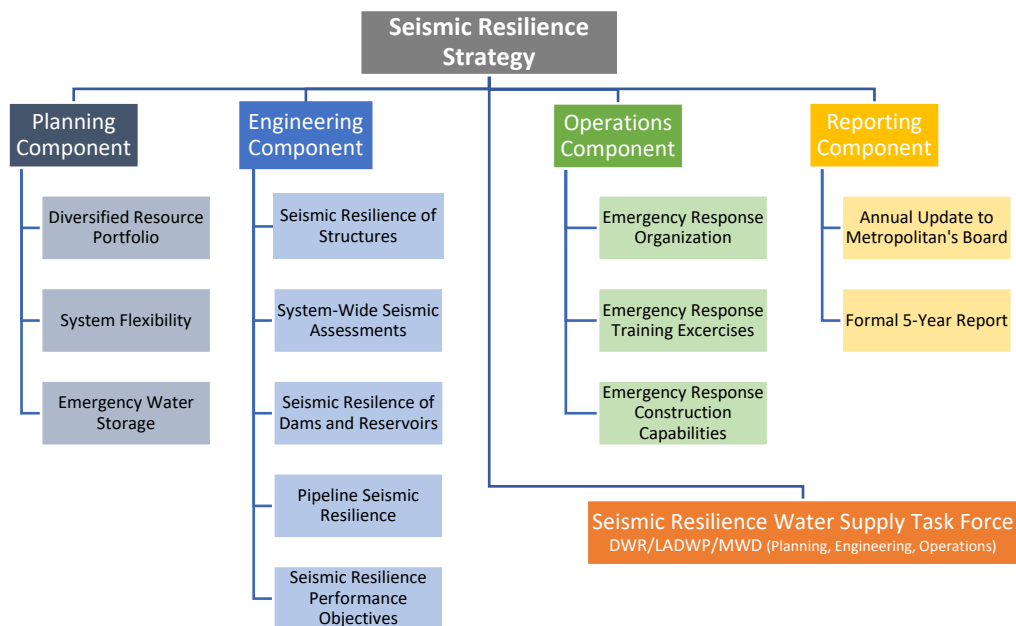 Seismic Resilience
Strategy
Planning
Component
Diversified Resource
Portfolio
System Flexibility
Emergency Water
Storage
Engineering
Component
Seismic Resilience of
Structures
System-Wide Seismic
Assessments
Seismic Resilence of
Dams and Reservoirs
Pipeline Seismic
Resilience
Seismic Resilience
Performance
Objectives
Operations
Component
Emergency Response
Organization
Emergency Response
Training Excercises
Emergency Response
Construction
Capabilities
Reporting
Component
Annual Update to
Metropolitan's Board
Formal 5-Year Report
Seismic Resilience Water Supply Task Force
DWR/LADWP/MWD (Planning, Engineering, Operations)